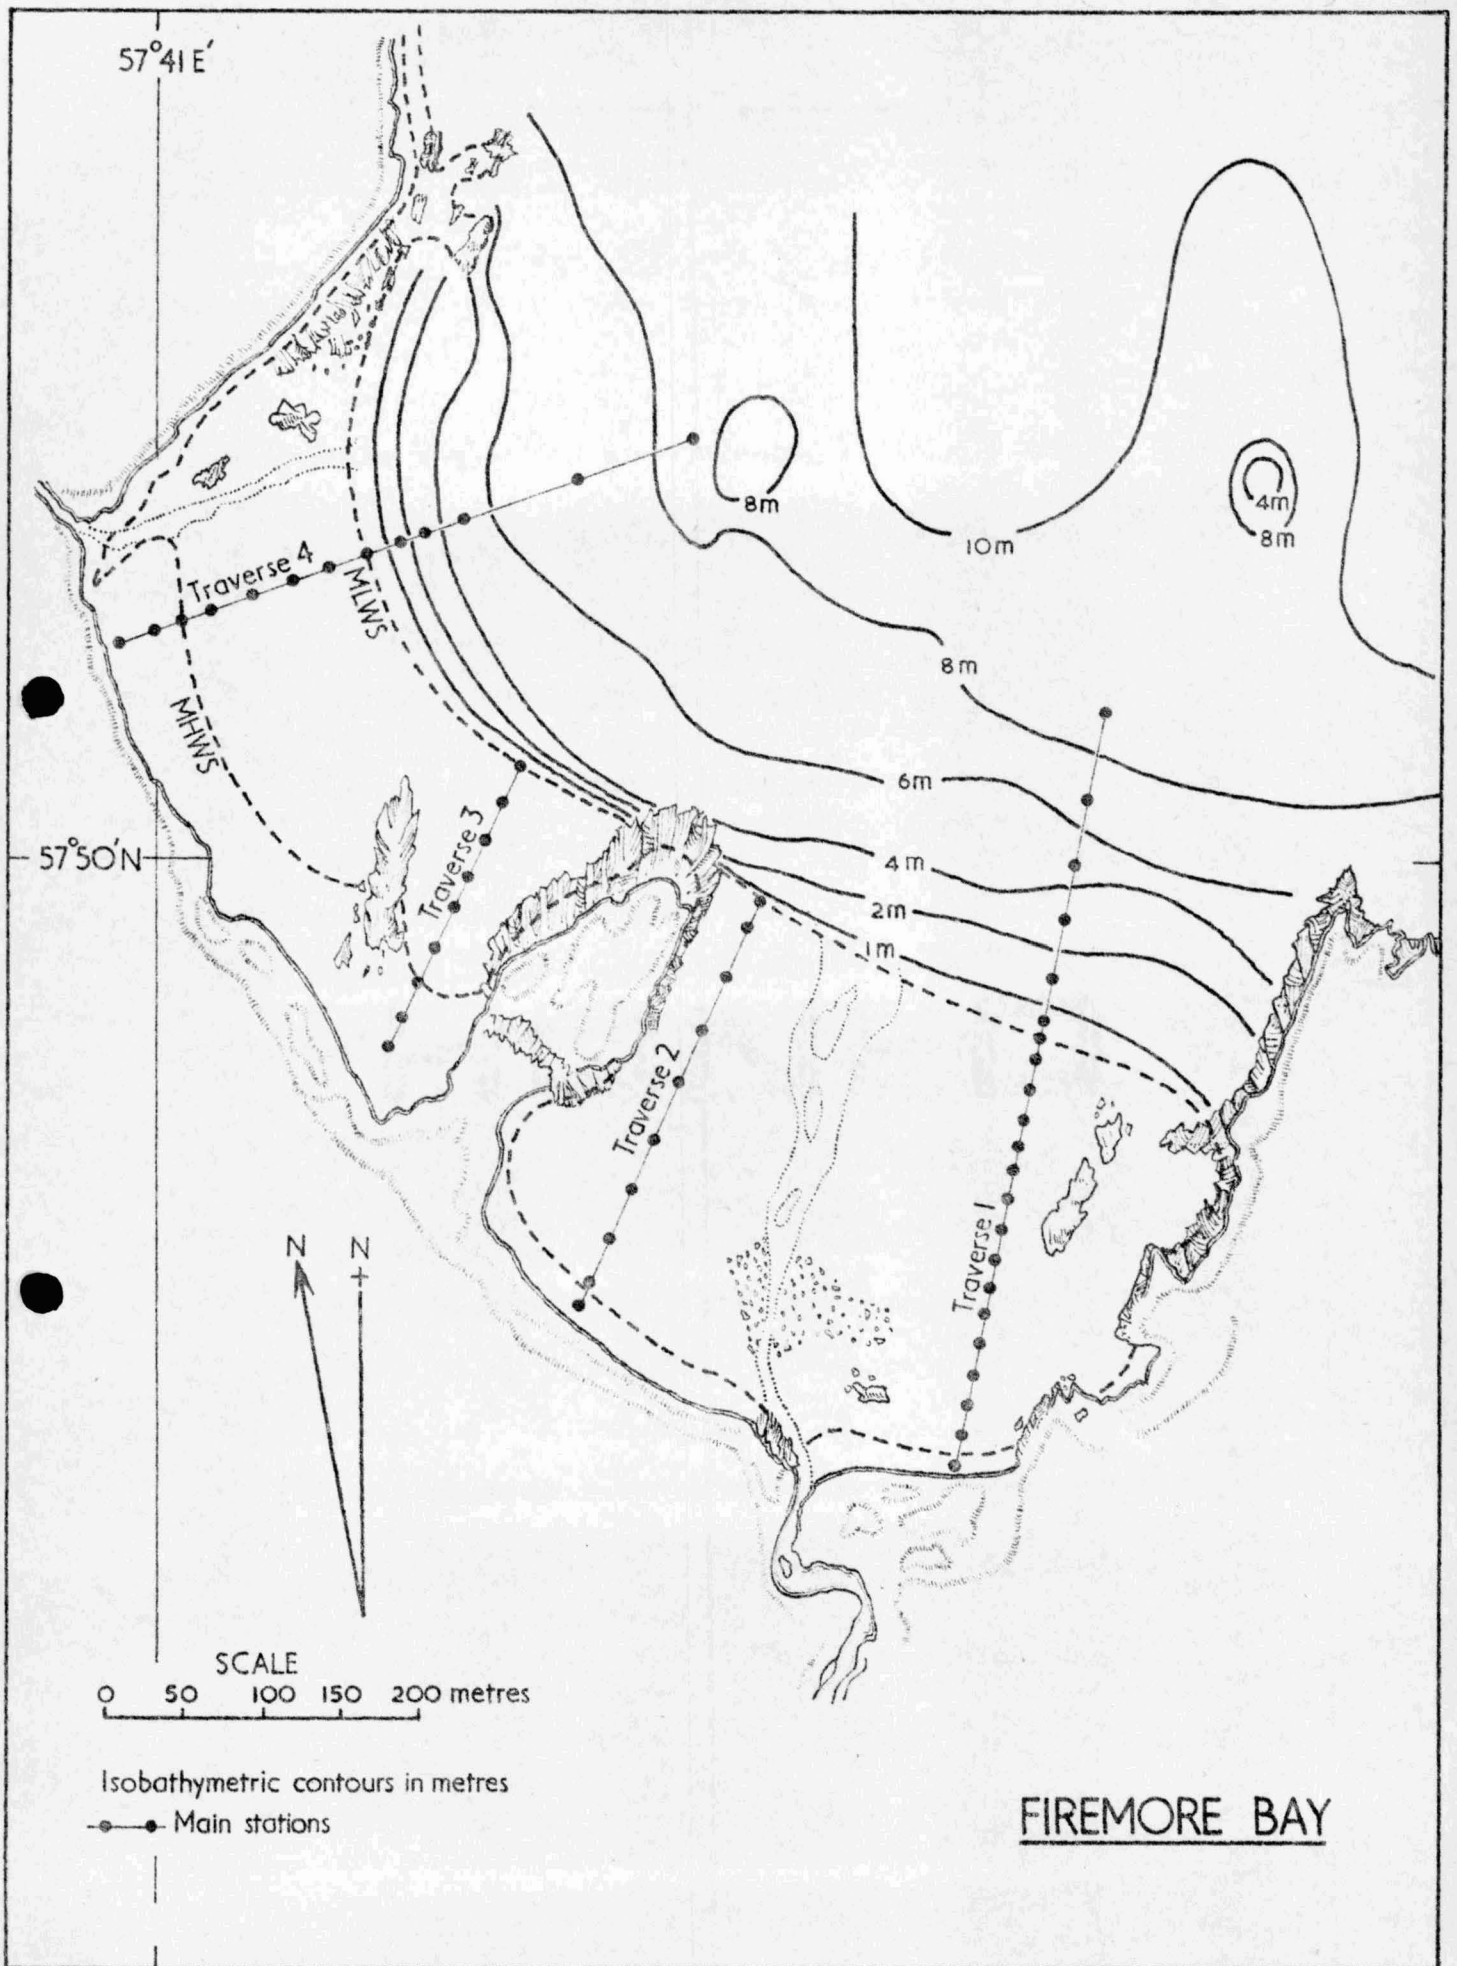 57°41 E'
8m
4m
8m
10m
Traverse 4
MLWS
8m
MHWS
6m
Traverse 3
57°50'N
4m
2m
1m
Traverse 2
Traverse 1
N N
SCALE
0 50 100 150 200 metres
Isobathymetric contours in metres
Main stations
FIREMORE BAY